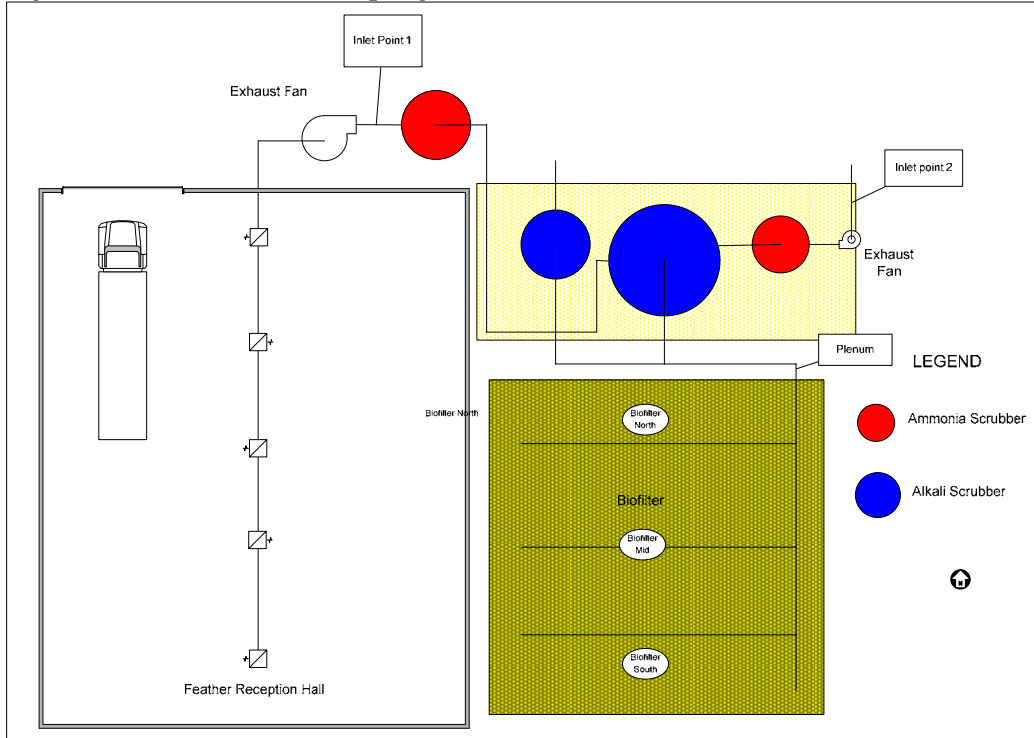 Inlet Point 1
Exhaust Fan
Inlet point 2
Exhaust
Fan
Plenum
LEGEND
Biofilter North
Biofilter
North
Ammonia Scrubber
Biofilter
Alkali Scrubber
Biofilter
Mid
N
Biofilter
South
Feather Reception Hall